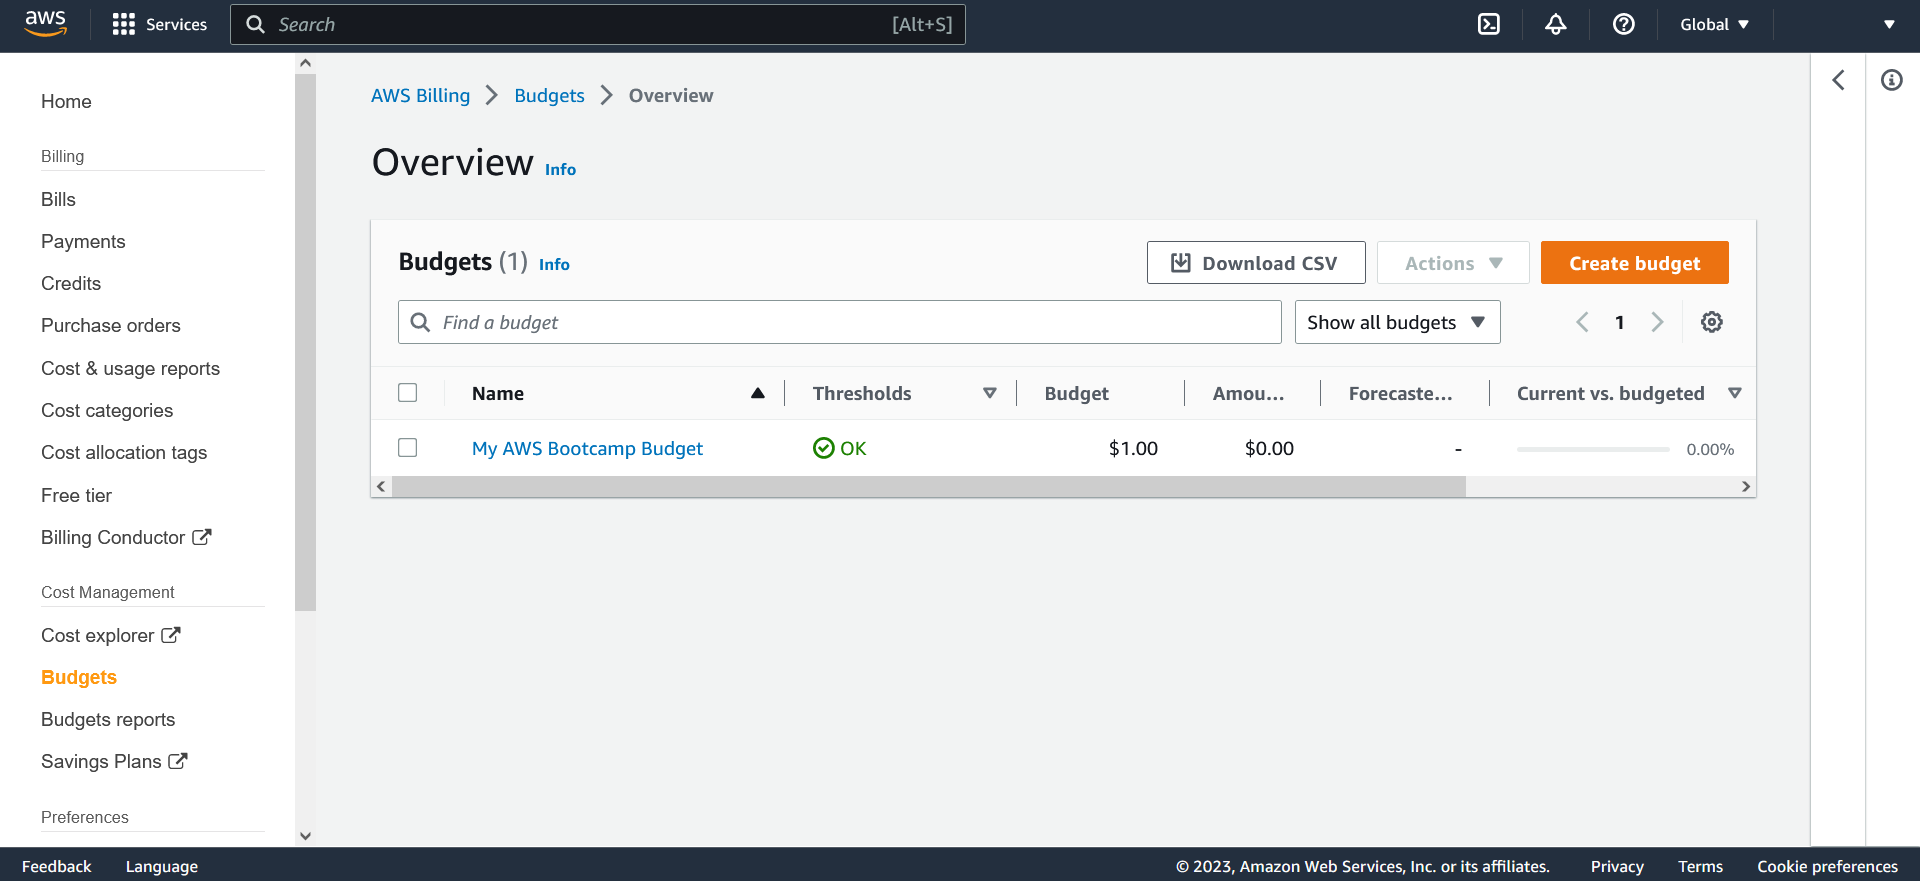 aws Services Search [Alt+S] Global
Home
Billing
Bills
Payments
Credits
Purchase orders
Cost & usage reports
Cost categories
Cost allocation tags
Free tier
Billing Conductor
Cost Management
Cost explorer
Budgets
Budgets reports
Savings Plans
Preferences
AWS Billing Budgets Overview
Overview Info
Budgets (1) Info Download CSV Actions Create budget
Find a budget Show all budgets 1
Name Thresholds Budget Amou... Forecaste... Current vs. budgeted
My AWS Bootcamp Budget OK $1.00 $0.00 - 0.00%
Feedback Language © 2023, Amazon Web Services, Inc. or its affiliates. Privacy Terms Cookie preferences